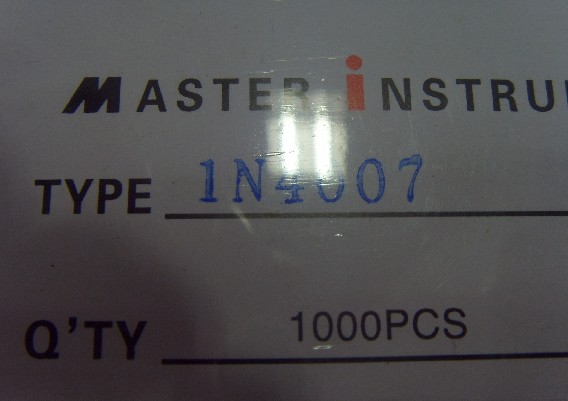 MASTER INSTRU
TYPE 1N4007
Q'TY 1000PCS